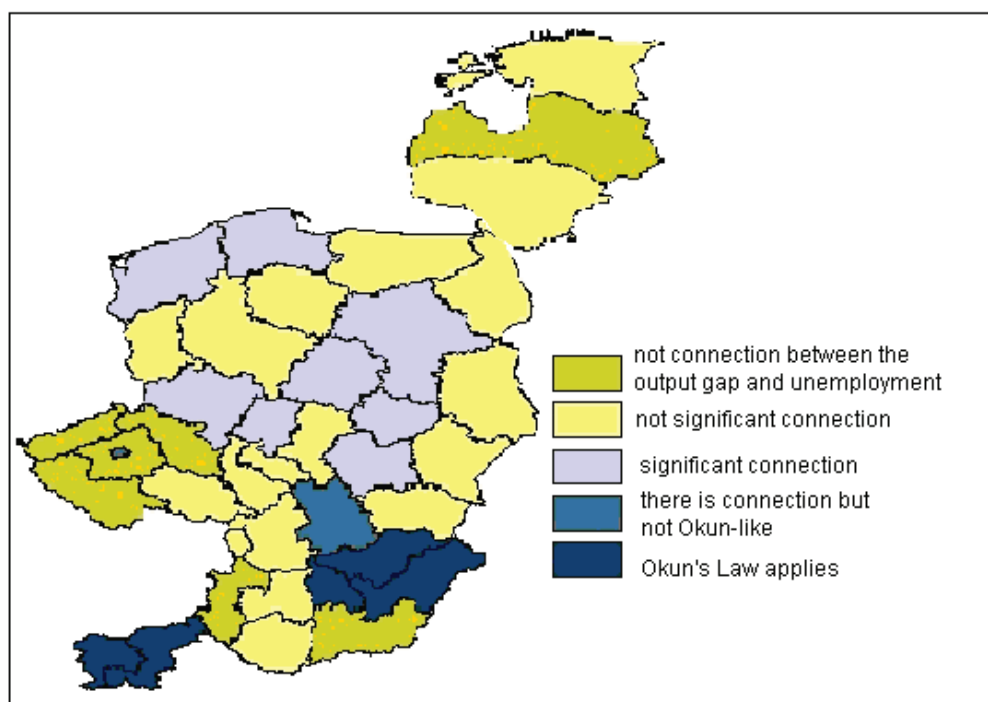 not connection between the
output gap and unemployment
not significant connection
significant connection
there is connection but
not Okun-like
Okun's Law applies